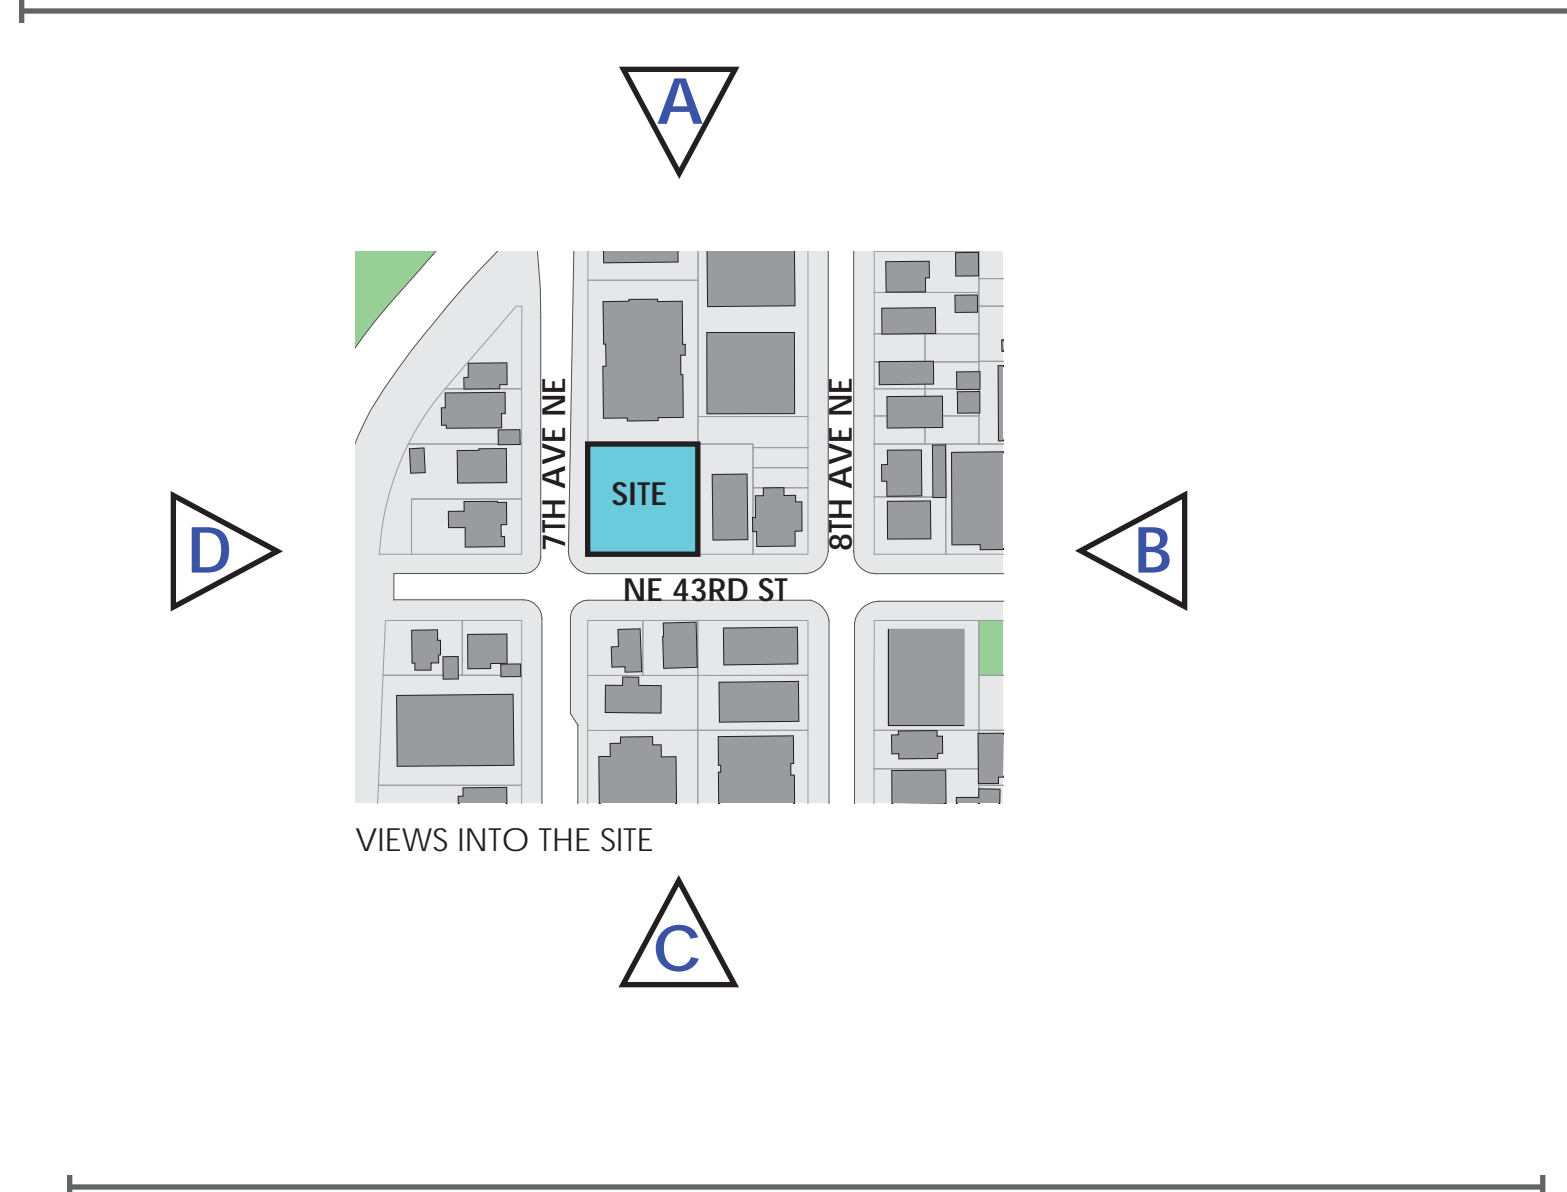 A
7TH AVE NE
8TH AVE NE
SITE
D
B
NE 43RD ST
VIEWS INTO THE SITE
C